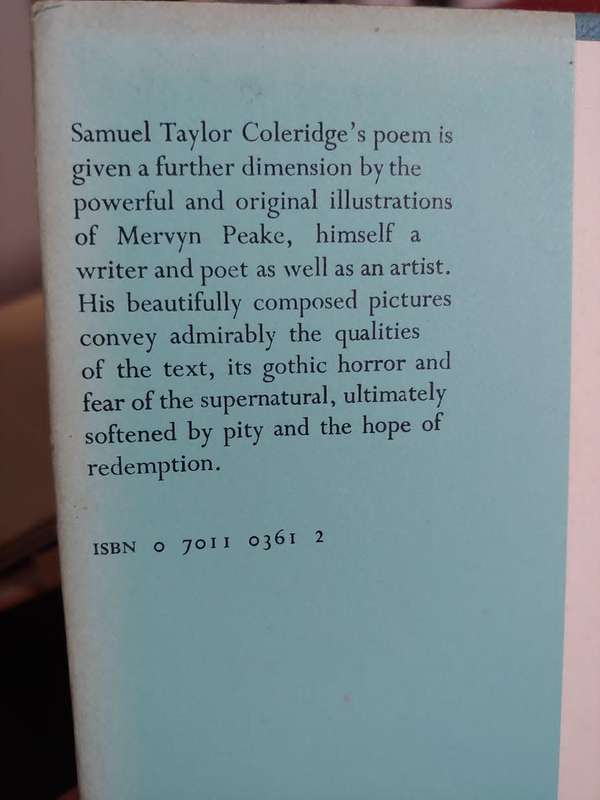 Samuel Taylor Coleridge's poem is
given a further dimension by the
powerful and original illustrations
of Mervyn Peake, himself a
writer and poet as well as an artist.
His beautifully composed pictures
convey admirably the qualities
of the text, its gothic horror and
fear of the supernatural, ultimately
softened by pity and the hope of
redemption.
ISBN 0 7011 0361 2